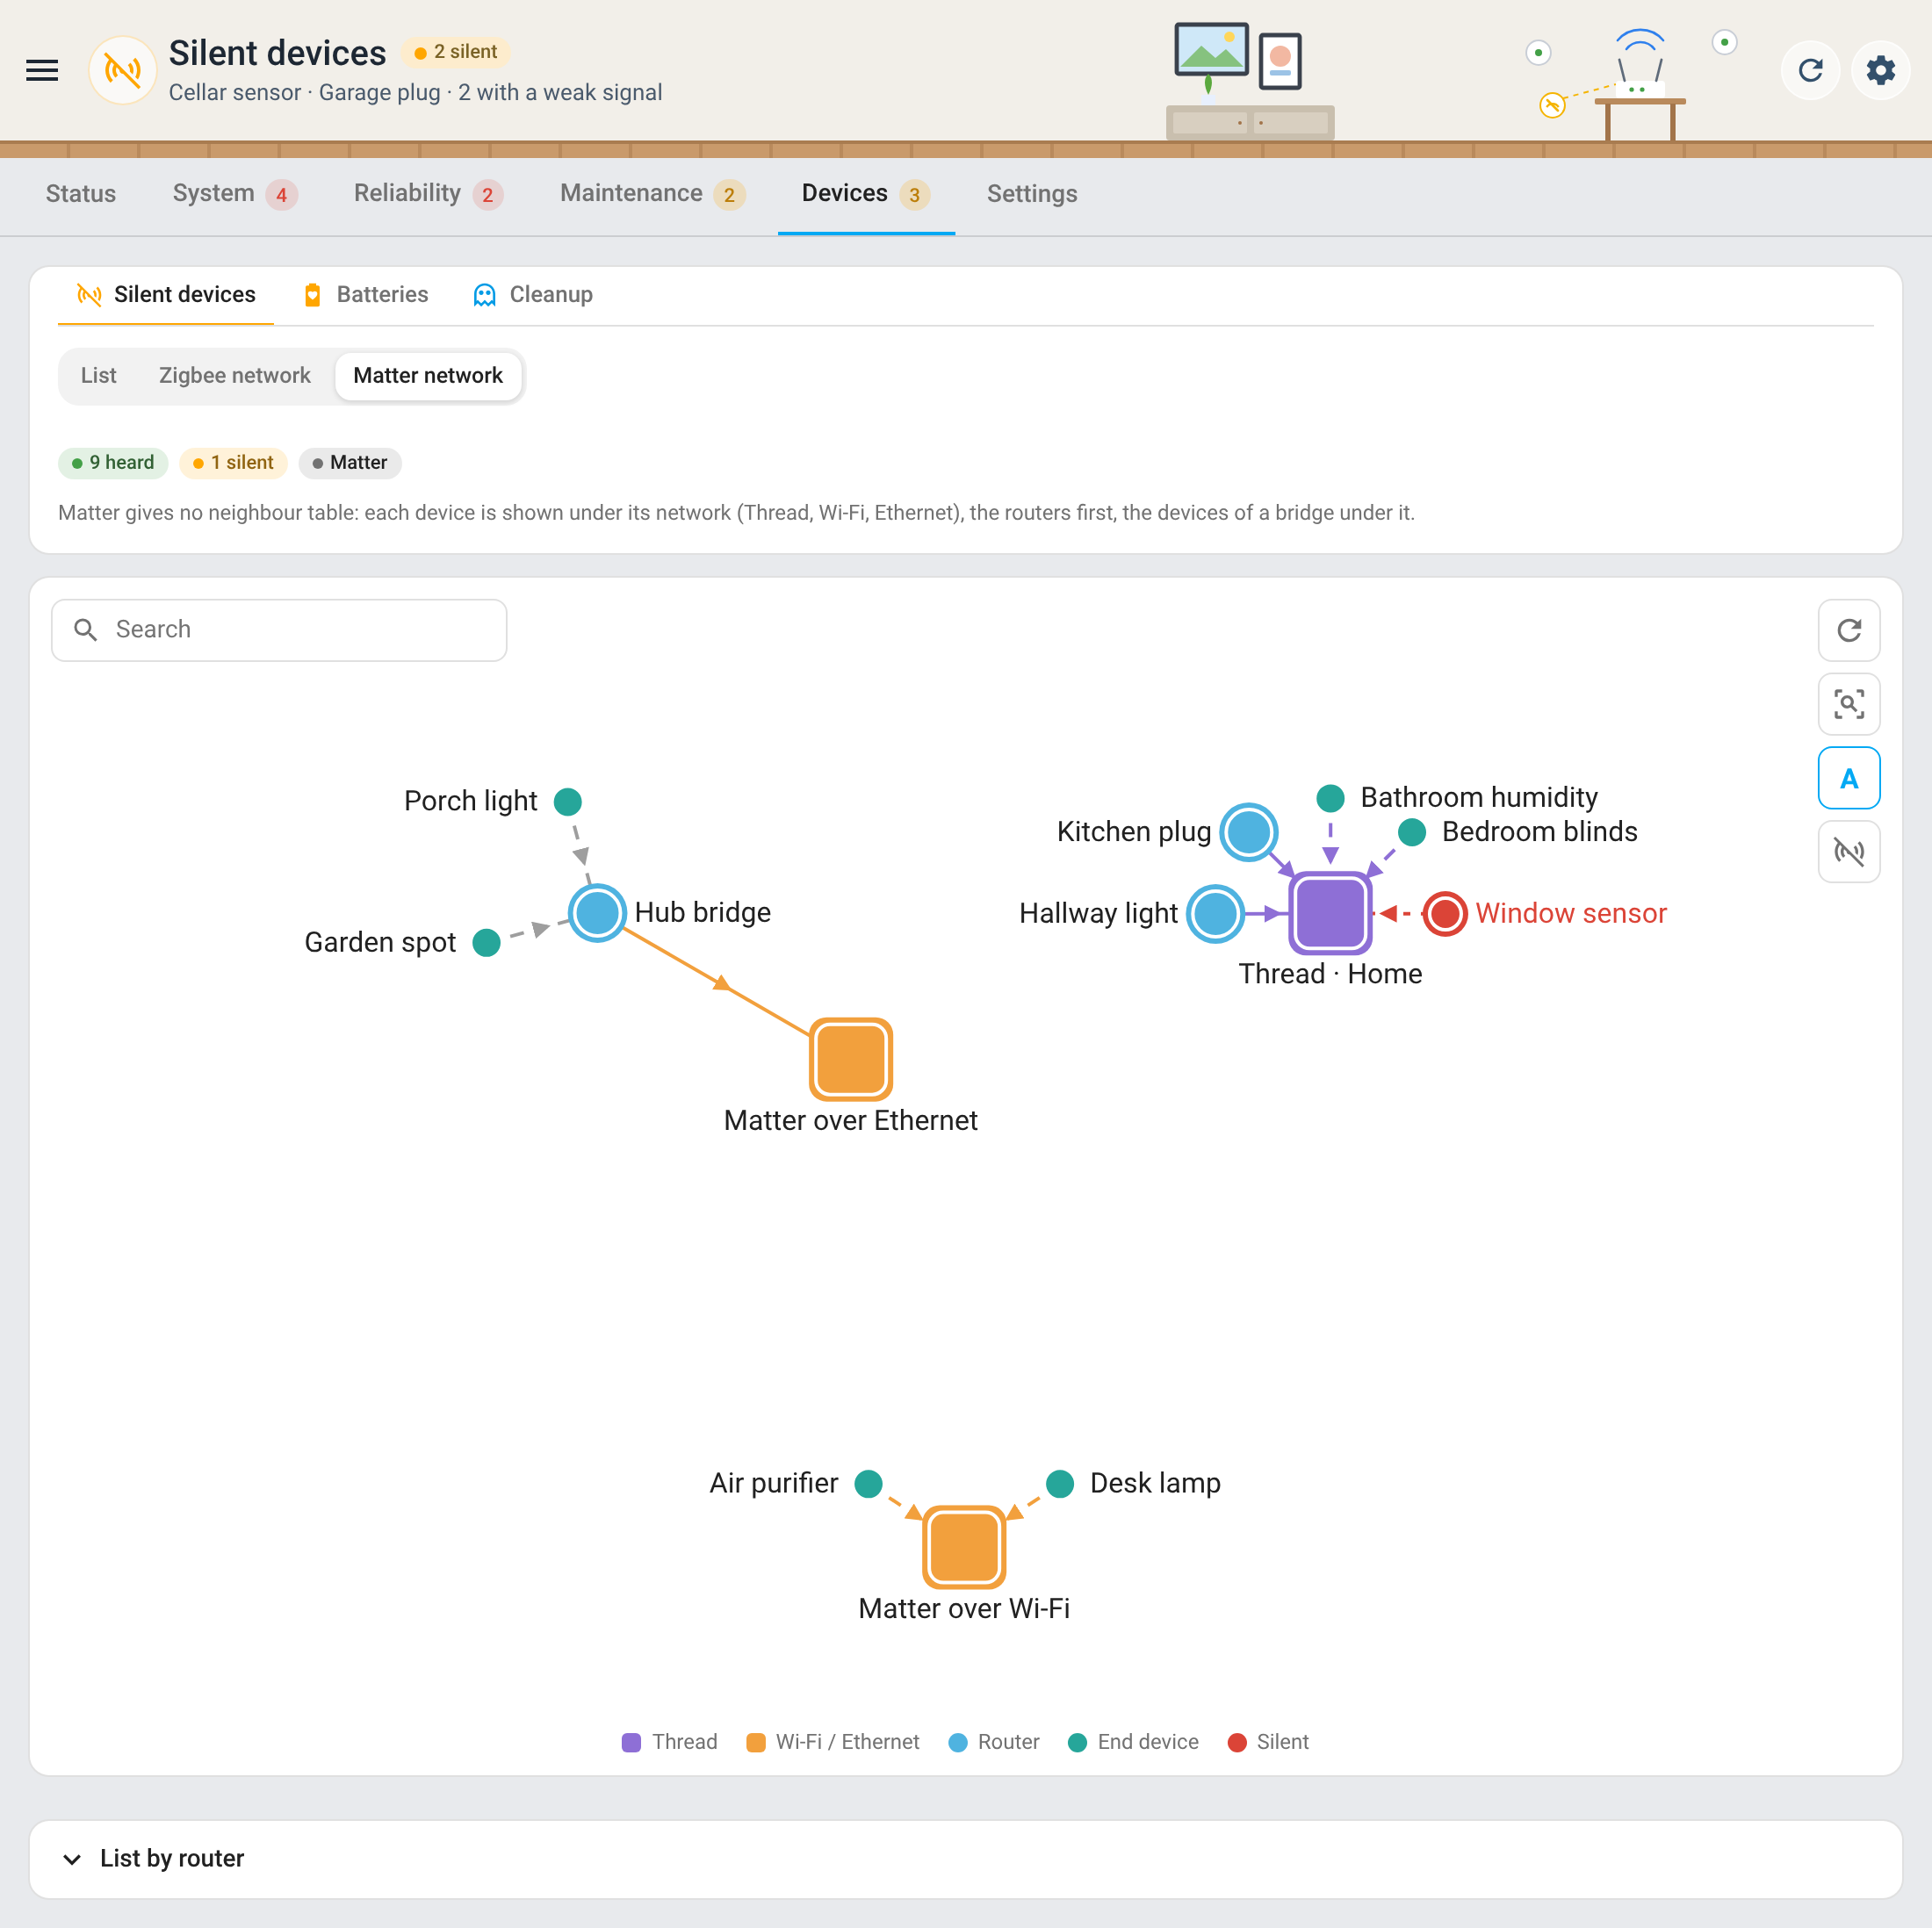 Silent devices
2 silent
Cellar sensor · Garage plug · 2 with a weak signal
Status
System 4
Reliability 2
Maintenance 2
Devices 3
Settings
Silent devices
Batteries
Cleanup
List
Zigbee network
Matter network
9 heard
1 silent
Matter
Matter gives no neighbour table: each device is shown under its network (Thread, Wi-Fi, Ethernet), the routers first, the devices of a bridge under it.
Search
A
Porch light
Bathroom humidity
Kitchen plug
Bedroom blinds
Hub bridge
Hallway light
Window sensor
Garden spot
Thread · Home
Matter over Ethernet
Air purifier
Desk lamp
Matter over Wi-Fi
Thread
Wi-Fi / Ethernet
Router
End device
Silent
List by router